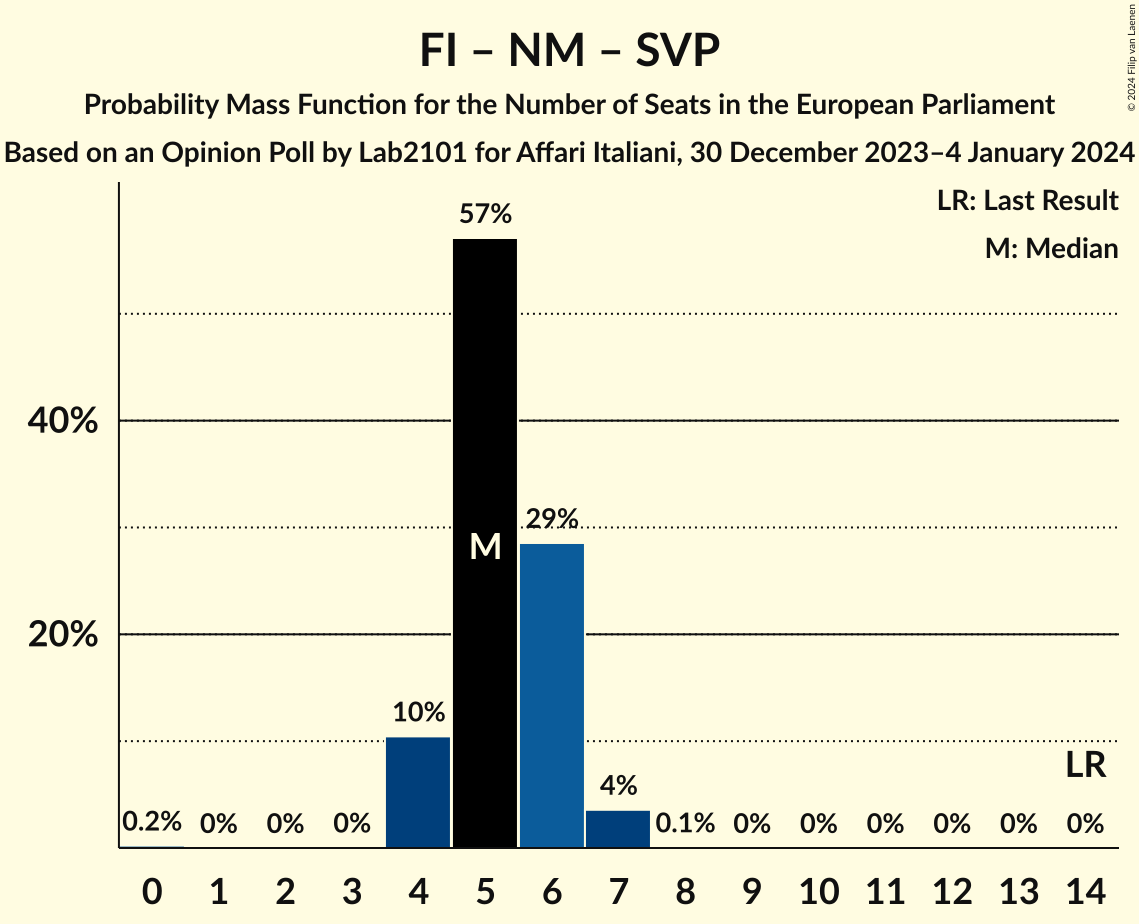 FI – NM – SVP
Probability Mass Function for the Number of Seats in the European Parliament
Based on an Opinion Poll by Lab2101 for Affari Italiani, 30 December 2023–4 January 2024
© 2024 Filip van Laenen
LR: Last Result
M: Median
57%
40%
29%
M
20%
10%
LR
4%
0.2% 0% 0% 0% 0.1% 0% 0% 0% 0% 0% 0%
0 1 2 3 4 5 6 7 8 9 10 11 12 13 14